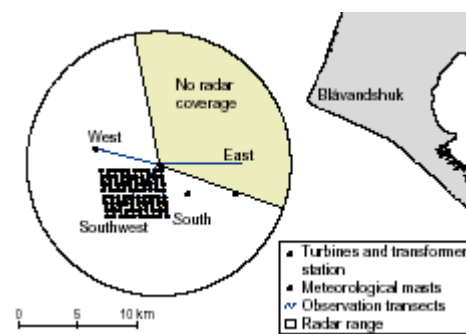 No radar
coverage
Blåvandshuk
West
East
South
Southwest
0 5 10 km
Turbines and transformer
station
Meteorological masts
Observation transects
Radar range